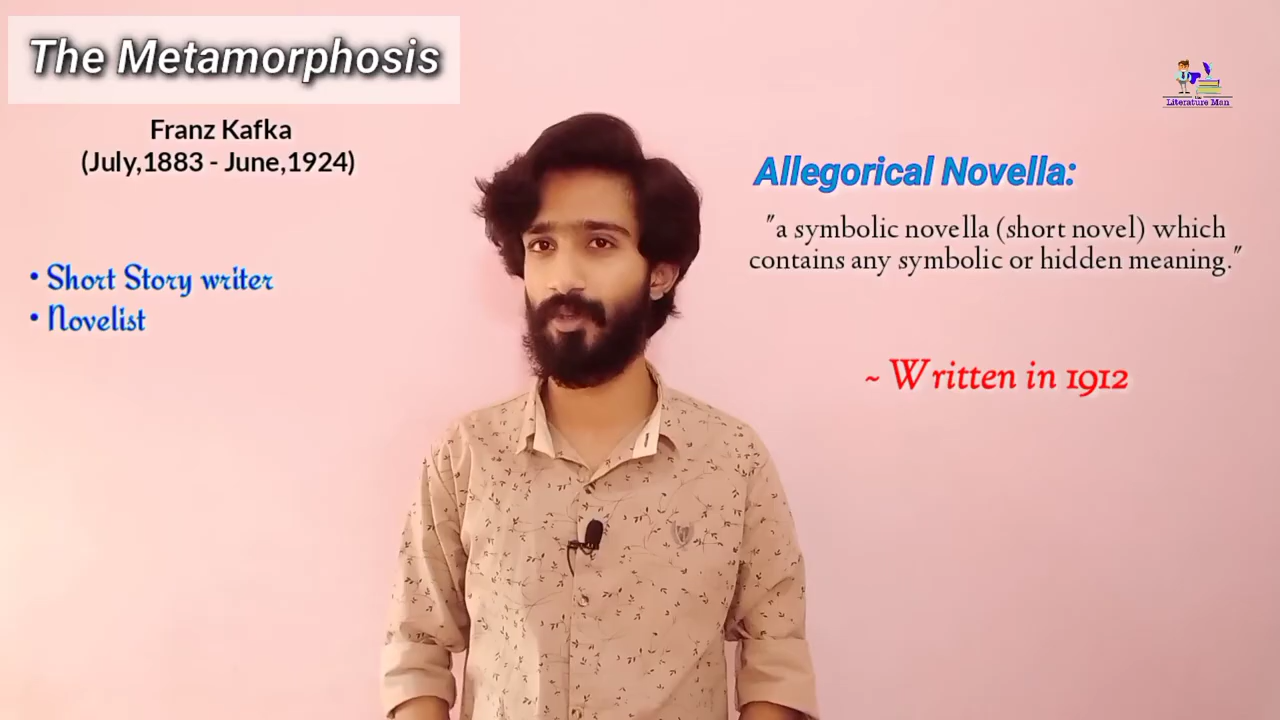 The Metamorphosis
Franz Kafka
(July,1883 - June,1924)
• Short Story writer
• Novelist
Literature Man
Allegorical Novella:
"a symbolic novella (short novel) which
contains any symbolic or hidden meaning."
~ Written in 1912